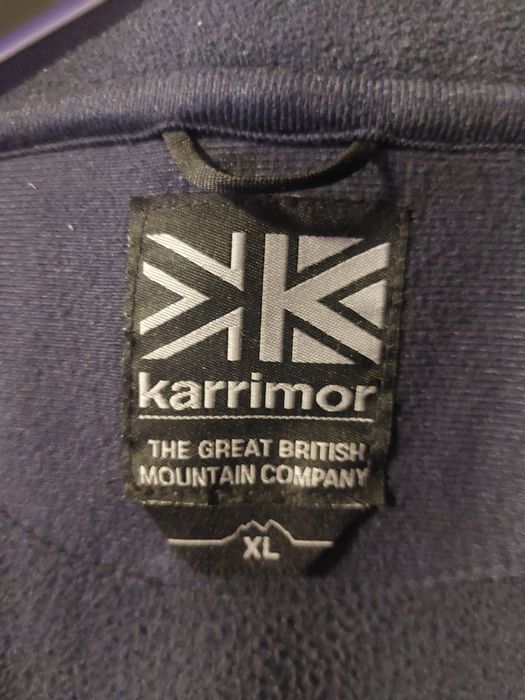 karrimor
THE GREAT BRITISH
MOUNTAIN COMPANY
XL